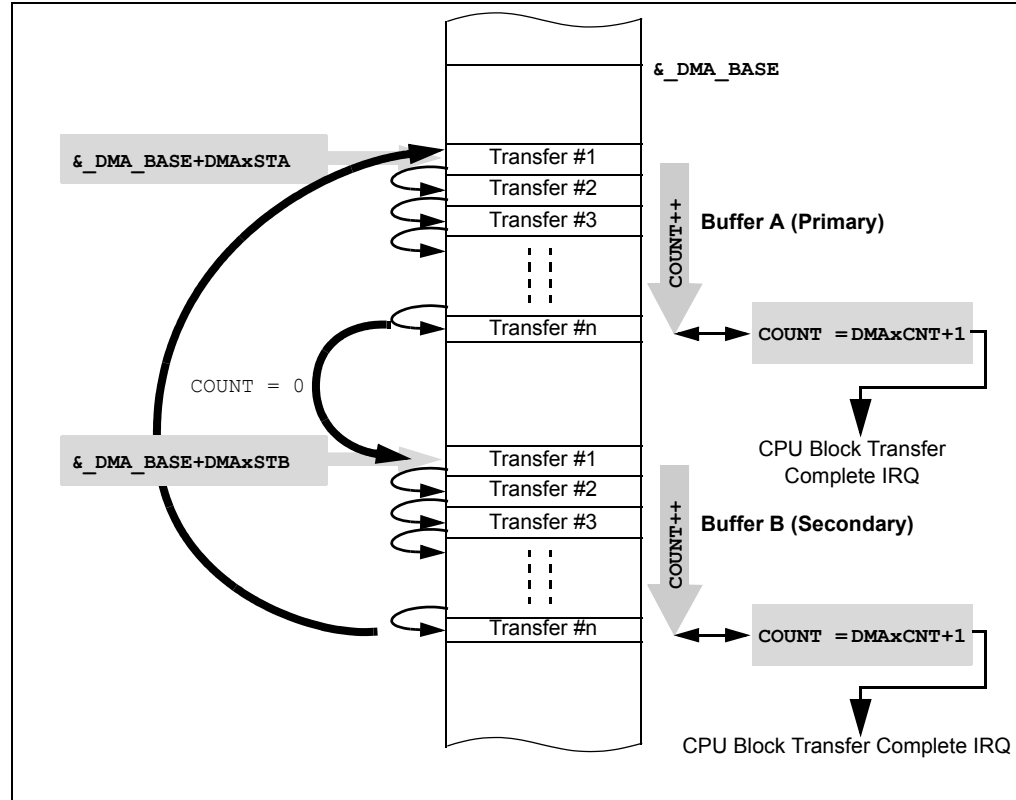 &_DMA_BASE
&_DMA_BASE+DMAxSTA
Transfer #1
Transfer #2
Transfer #3
COUNT++
Buffer A (Primary)
Transfer #n
COUNT =DMAxCNT+1
COUNT = 0
CPU Block Transfer
Complete IRQ
&_DMA_BASE+DMAxSTB
Transfer #1
Transfer #2
Transfer #3
COUNT++
Buffer B (Secondary)
Transfer #n
COUNT =DMAxCNT+1
CPU Block Transfer Complete IRQ